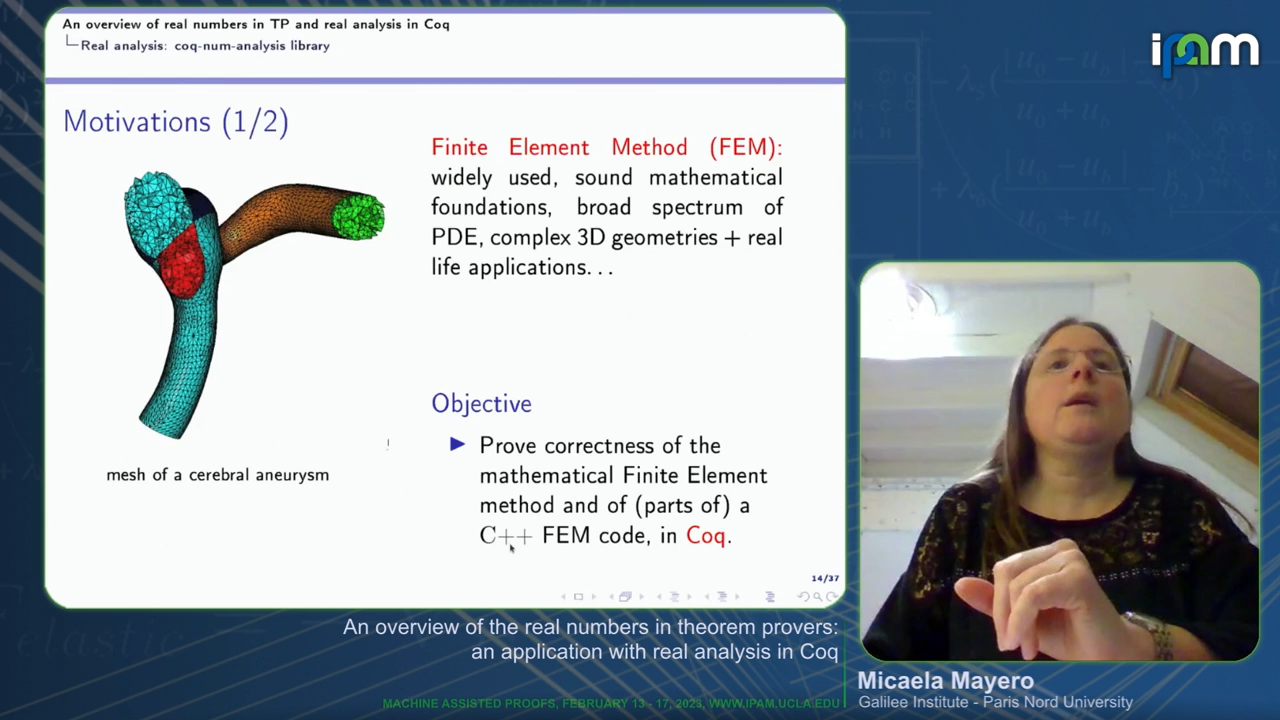 An overview of real numbers in TP and real analysis in Coq
Real analysis: coq-num-analysis library
ipam
Motivations (1/2)
Finite Element Method (FEM):
widely used, sound mathematical
foundations, broad spectrum of
PDE, complex 3D geometries + real
life applications...
mesh of a cerebral aneurysm
Objective
▶ Prove correctness of the
mathematical Finite Element
method and of (parts of) a
C++ FEM code, in Coq.
14/37
An overview of the real numbers in theorem provers:
an application with real analysis in Coq
MACHINE ASSISTED PROOFS, FEBRUARY 13 - 17, 2023, WWW.IPAM.UCLA.EDU
Micaela Mayero
Galilee Institute - Paris Nord University
elastic